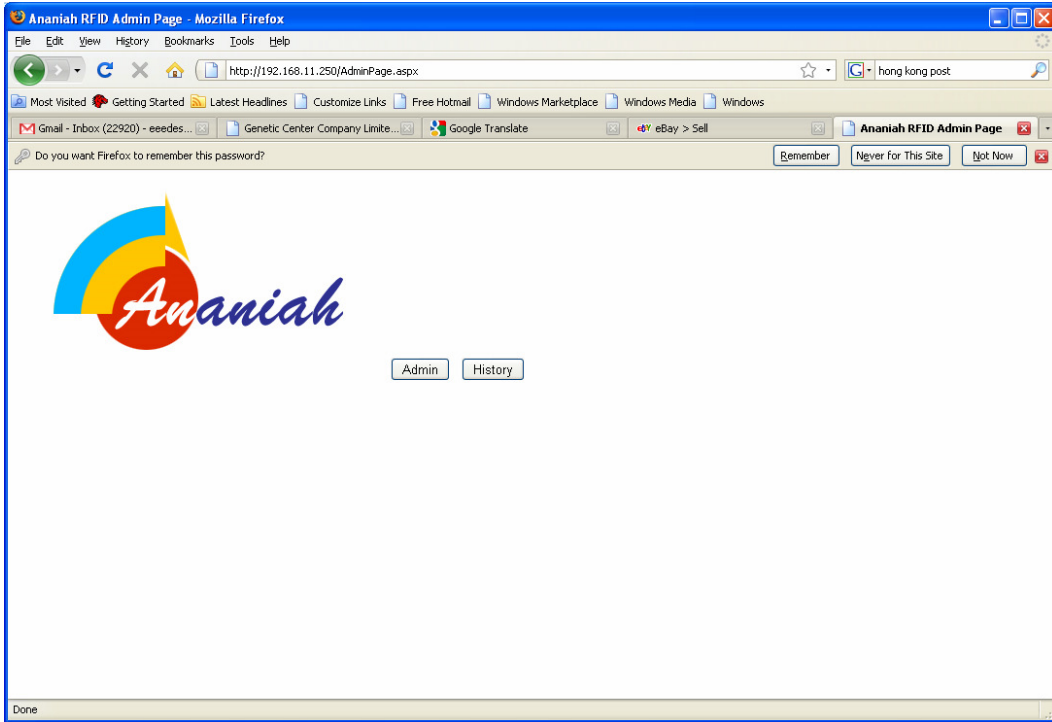 Ananiah RFID Admin Page - Mozilla Firefox
File Edit View History Bookmarks Tools Help
http://192.168.11.250/AdminPage.aspx G hong kong post
Most Visited Getting Started Latest Headlines Customize Links Free Hotmail Windows Marketplace Windows Media Windows
Gmail - Inbox (22920) - eeedes... Genetic Center Company Limite... Google Translate eBay > Sell Ananiah RFID Admin Page
Do you want Firefox to remember this password? Remember Never for This Site Not Now
Ananiah
Admin History
Done